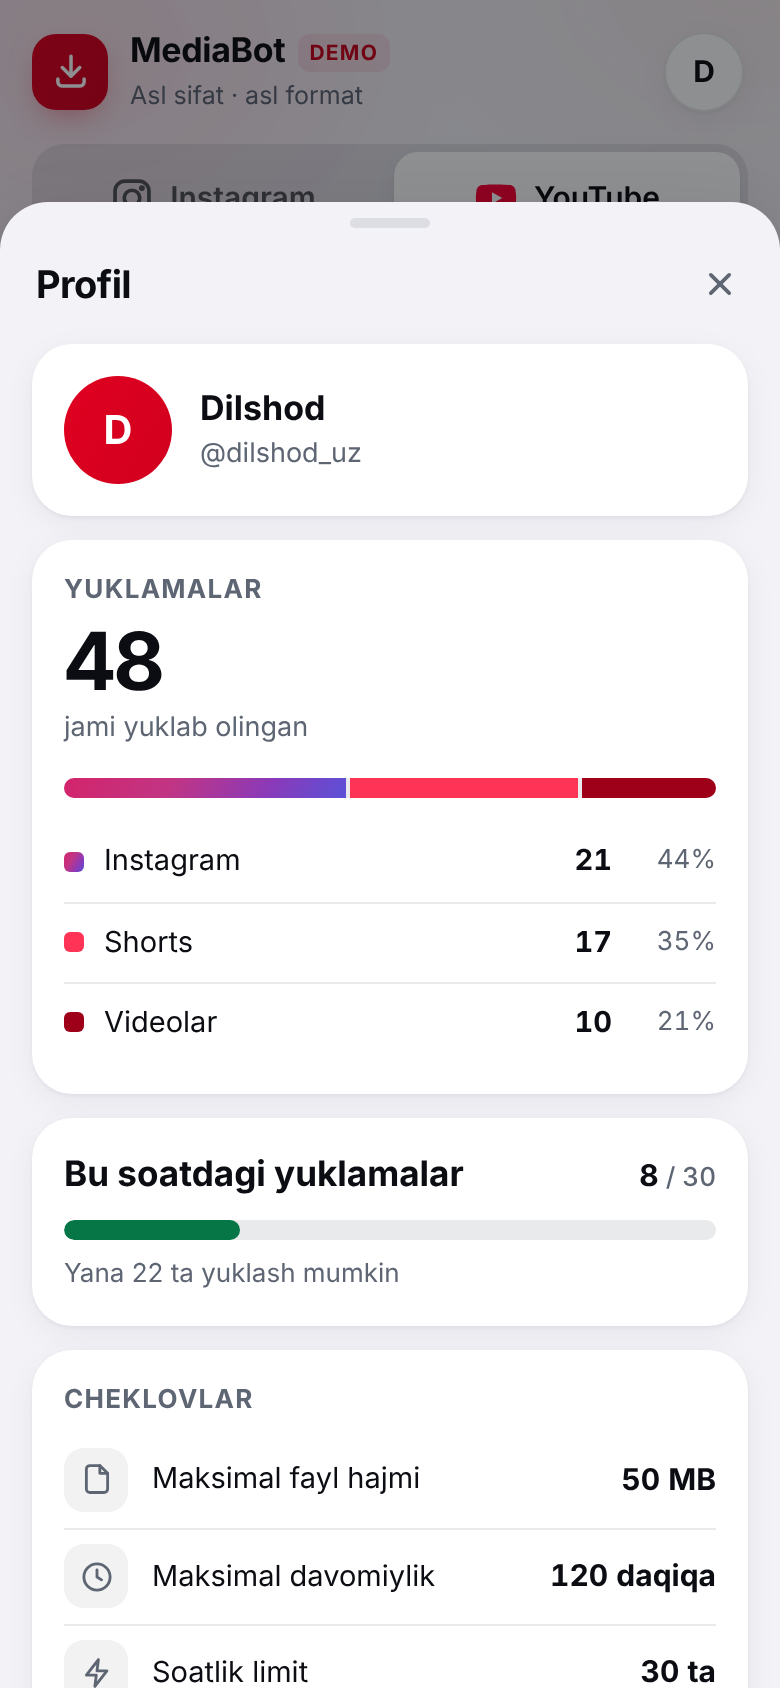 MediaBot DEMO
Asl sifat · asl format
D
Instagram
YouTube
Profil
D
Dilshod
@dilshod_uz
YUKLAMALAR
48
jami yuklab olingan
Instagram 21 44%
Shorts 17 35%
Videolar 10 21%
Bu soatdagi yuklamalar 8 / 30
Yana 22 ta yuklash mumkin
CHEKLOVLAR
Maksimal fayl hajmi 50 MB
Maksimal davomiylik 120 daqiqa
Soatlik limit 30 ta